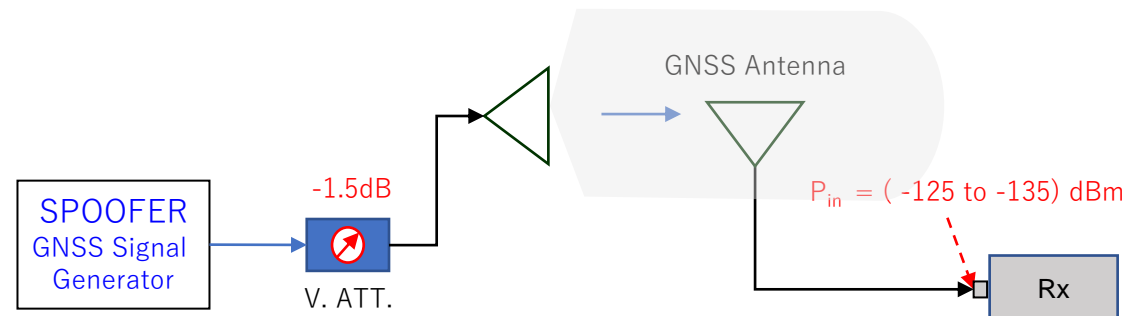 GNSS Antenna
-1.5dB
P_in = ( -125 to -135) dBm
SPOOFER
GNSS Signal
Generator
V. ATT.
Rx